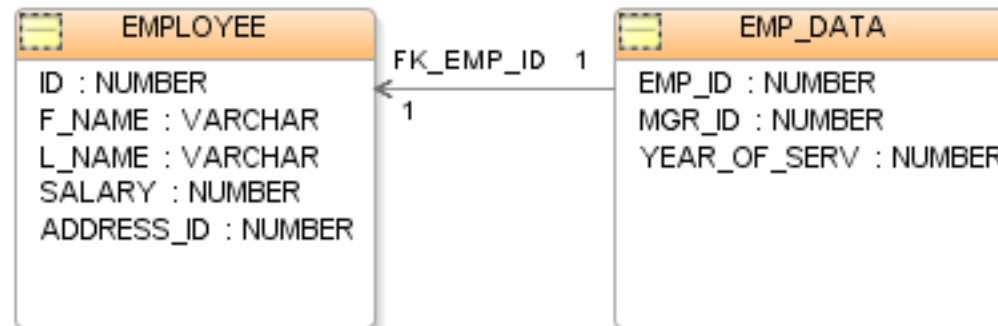 EMPLOYEE
ID : NUMBER
F_NAME : VARCHAR
L_NAME : VARCHAR
SALARY : NUMBER
ADDRESS_ID : NUMBER
FK_EMP_ID 1
1
EMP_DATA
EMP_ID : NUMBER
MGR_ID : NUMBER
YEAR_OF_SERV : NUMBER